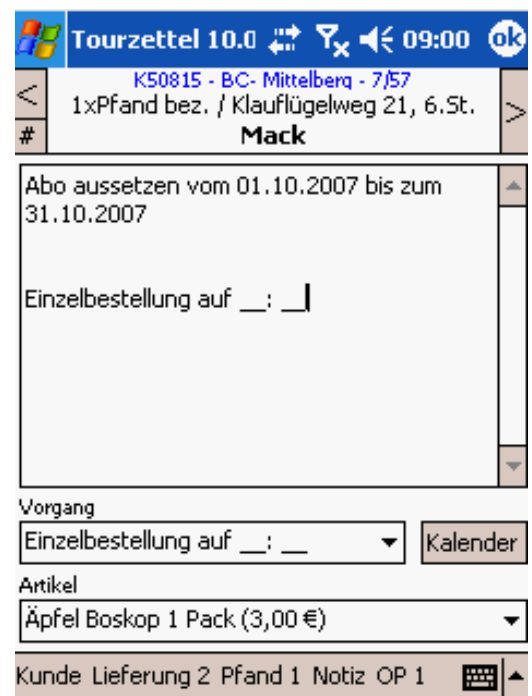 Tourzettel 10.0 09:00 ok
K50815 - BC- Mittelberg - 7/57
< 1xPfand bez. / Klauflügelweg 21, 6.St. >
# Mack
Abo aussetzen vom 01.10.2007 bis zum
31.10.2007
Einzelbestellung auf __: __
Vorgang
Einzelbestellung auf __: __ Kalender
Artikel
Äpfel Boskop 1 Pack (3,00 €)
Kunde Lieferung 2 Pfand 1 Notiz OP 1